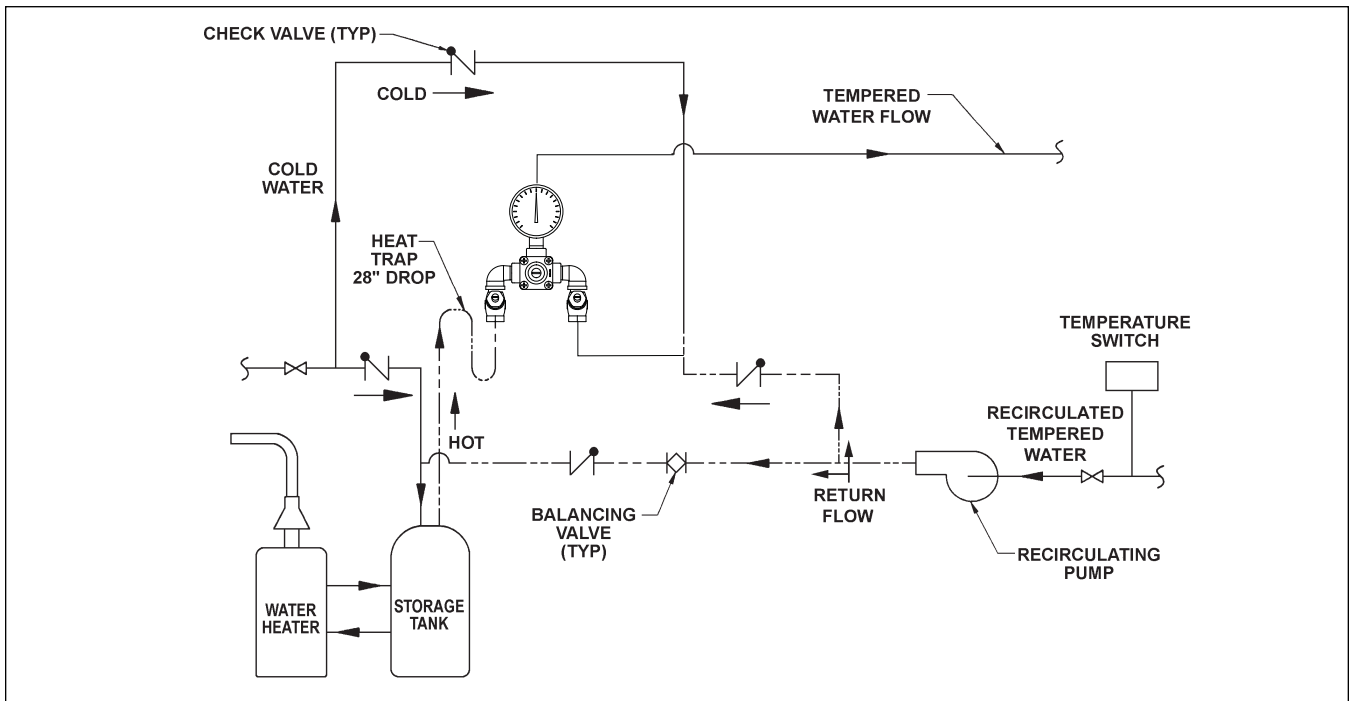 CHECK VALVE (TYP)
COLD
TEMPERED
WATER FLOW
COLD
WATER
HEAT
TRAP
28" DROP
TEMPERATURE
SWITCH
RECIRCULATED
TEMPERED
WATER
HOT
RETURN
FLOW
BALANCING
VALVE
(TYP)
RECIRCULATING
PUMP
WATER
HEATER
STORAGE
TANK